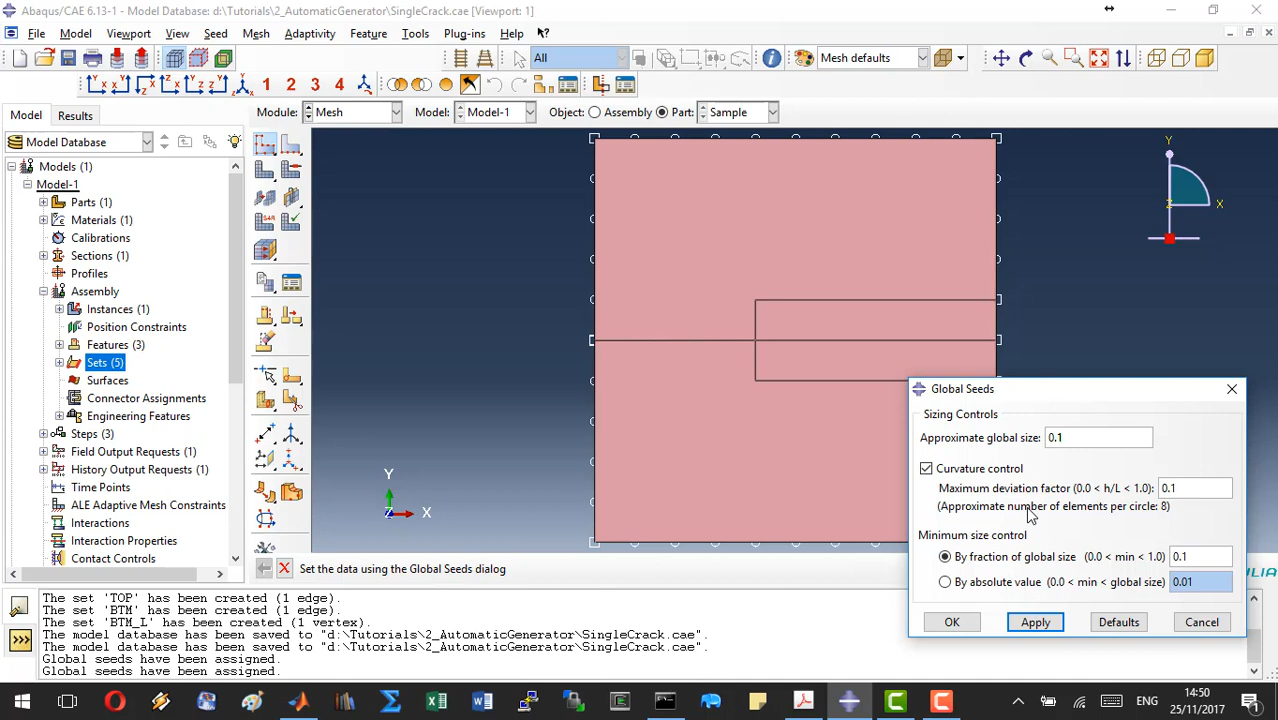 Abaqus/CAE 6.13-1 - Model Database: d:\Tutorials\2_AutomaticGenerator\SingleCrack.cae [Viewport: 1]
File Model Viewport View Seed Mesh Adaptivity Feature Tools Plug-ins Help
All
Mesh defaults
1 2 3 4
Model Results
Module: Mesh Model: Model-1 Object: Assembly Part: Sample
Model Database
Models (1)
Model-1
Parts (1)
Materials (1)
Calibrations
Sections (1)
Profiles
Assembly
Instances (1)
Position Constraints
Features (3)
Sets (5)
Surfaces
Connector Assignments
Engineering Features
Steps (3)
Field Output Requests (1)
History Output Requests (1)
Time Points
ALE Adaptive Mesh Constraints
Interactions
Interaction Properties
Contact Controls
Y
Z X
Y
Z X
Global Seeds
Sizing Controls
Approximate global size: 0.1
Curvature control
Maximum deviation factor (0.0 < h/L < 1.0): 0.1
(Approximate number of elements per circle: 8)
Minimum size control
By fraction of global size (0.0 < min < 1.0) 0.1
By absolute value (0.0 < min < global size) 0.01
OK Apply Defaults Cancel
Set the data using the Global Seeds dialog
The set 'TOP' has been created (1 edge).
The set 'BTM' has been created (1 edge).
The set 'BTM_L' has been created (1 vertex).
The model database has been saved to "d:\Tutorials\2_AutomaticGenerator\SingleCrack.cae".
The model database has been saved to "d:\Tutorials\2_AutomaticGenerator\SingleCrack.cae".
Global seeds have been assigned.
Global seeds have been assigned.
ENG
14:50
25/11/2017